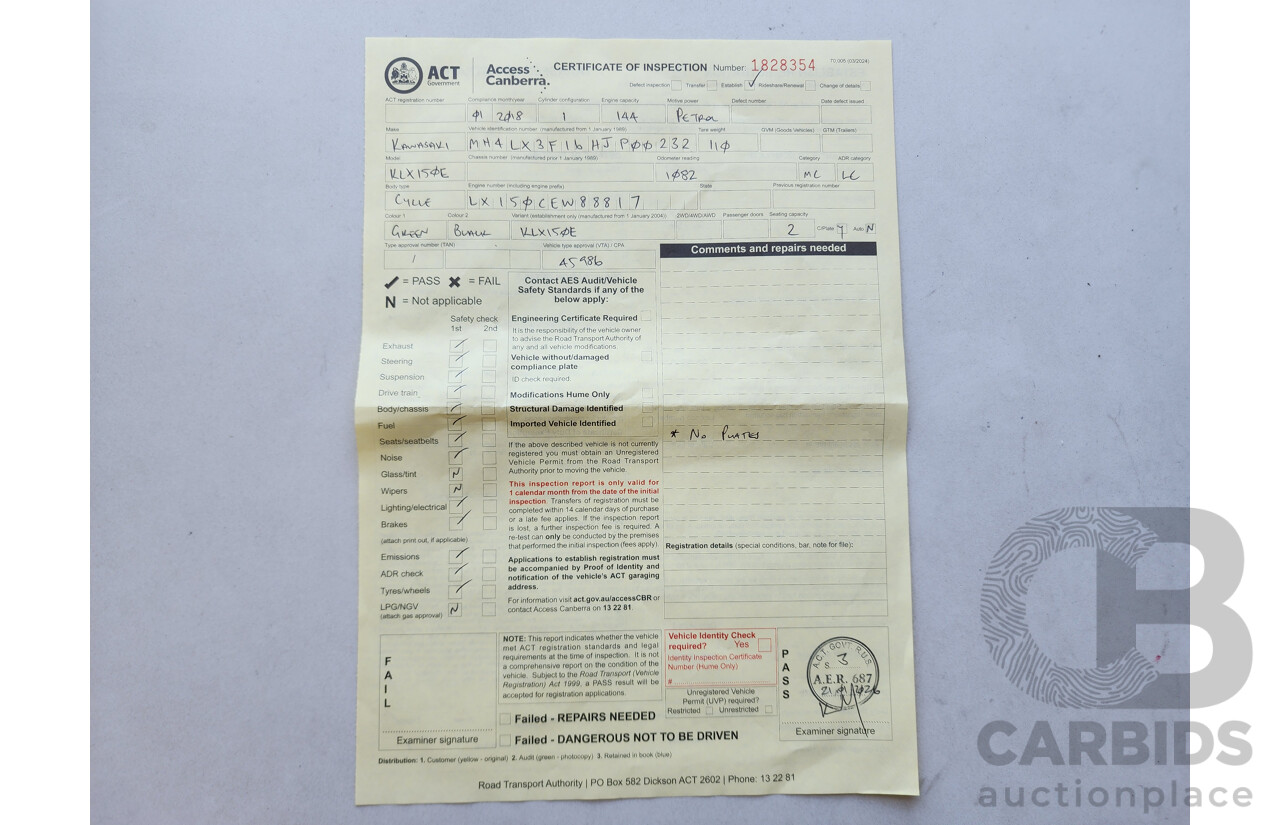 ACT Government
Access Canberra
CERTIFICATE OF INSPECTION Number: 1828354
70.005 (03/2024)
Defect inspection Transfer Establish Rideshare/Renewal Change of details
ACT registration number Compliance month/year Cylinder configuration Engine capacity Motive power Defect number Date defect issued
01 2018 1 144 PETROL
Make Vehicle identification number (manufactured from 1 January 1989) Tare weight GVM (Goods Vehicles) GTM (Trailers)
KAWASAKI MH4LX3F16HJP00232 110
Model Chassis number (manufactured prior 1 January 1989) Odometer reading Category ADR category
KLX150E 1082 MC LC
Body type Engine number (including engine prefix) State Previous registration number
CYCLE LX150CEW88817
Colour 1 Colour 2 Variant (establishment only (manufactured from 1 January 2004)) 2WD/4WD/AWD Passenger doors Seating capacity
GREEN BLACK KLX150E 2 C/Plate Y Auto N
Type approval number (TAN) Vehicle type approval (VTA) / CPA
/ 45986
Comments and repairs needed
= PASS = FAIL
N = Not applicable
Safety check
1st 2nd
Exhaust
Steering
Suspension
Drive train
Body/chassis
Fuel
Seats/seatbelts
Noise
Glass/tint N
Wipers N
Lighting/electrical
Brakes
(attach print out, if applicable)
Emissions
ADR check
Tyres/wheels
LPG/NGV N
(attach gas approval)
Contact AES Audit/Vehicle
Safety Standards if any of the
below apply:
Engineering Certificate Required
It is the responsibility of the vehicle owner
to advise the Road Transport Authority of
any and all vehicle modifications
Vehicle without/damaged
compliance plate
ID check required.
Modifications Hume Only
Structural Damage Identified
Imported Vehicle Identified
If the above described vehicle is not currently
registered you must obtain an Unregistered
Vehicle Permit from the Road Transport
Authority prior to moving the vehicle.
This inspection report is only valid for
1 calendar month from the date of the initial
inspection. Transfers of registration must be
completed within 14 calendar days of purchase
or a late fee applies. If the inspection report
is lost, a further inspection fee is required. A
re-test can only be conducted by the premises
that performed the initial inspection (fees apply).
Applications to establish registration must
be accompanied by Proof of Identity and
notification of the vehicle's ACT garaging
address.
For information visit act.gov.au/accessCBR or
contact Access Canberra on 13 22 81
* NO PLATES
Registration details (special conditions, bar, note for file):
FAIL
Examiner signature
NOTE: This report indicates whether the vehicle
met ACT registration standards and legal
requirements at the time of inspection. It is not
a comprehensive report on the condition of the
vehicle. Subject to the Road Transport (Vehicle
Registration) Act 1999, a PASS result will be
accepted for registration applications.
Failed - REPAIRS NEEDED
Failed - DANGEROUS NOT TO BE DRIVEN
Vehicle Identity Check
required? Yes
Identity Inspection Certificate
Number (Hume Only)
#
Unregistered Vehicle
Permit (UVP) required?
Restricted Unrestricted
PASS
A.C.T. GOVT R.U.S.
S 3
A.E.R. 687
Examiner signature
Distribution: 1. Customer (yellow - original) 2. Audit (green - photocopy) 3. Retained in book (blue)
Road Transport Authority | PO Box 582 Dickson ACT 2602 | Phone: 13 22 81
CARBIDS
auctionplace